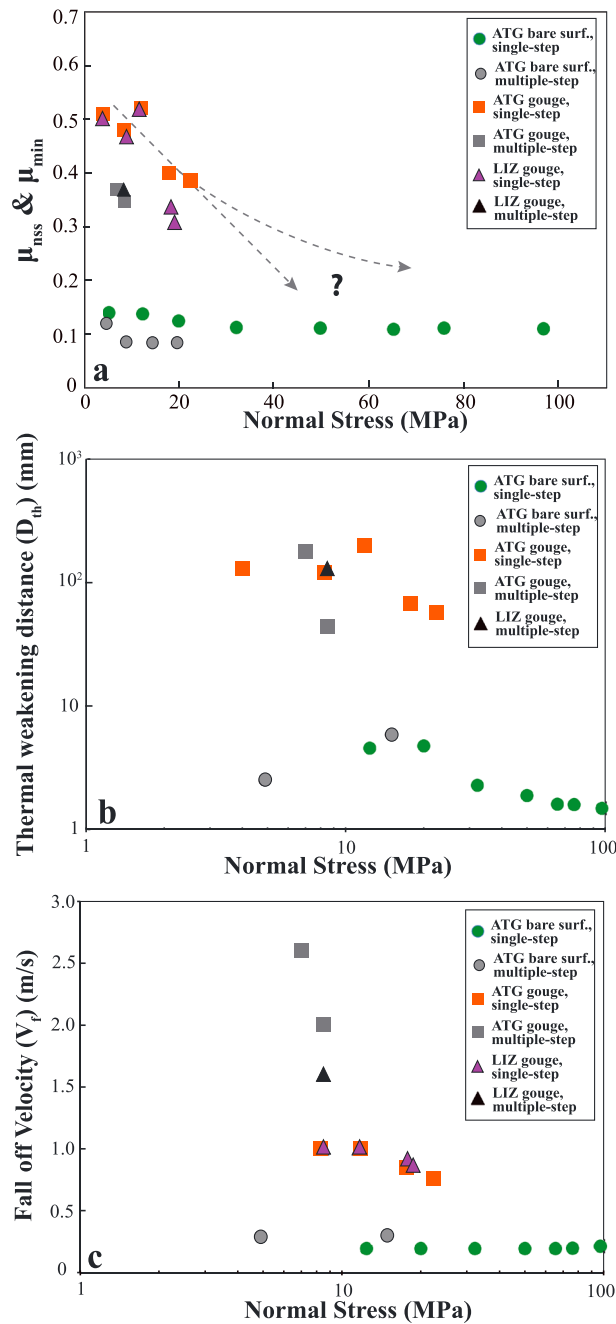 0.7
0.6
0.5
0.4
0.3
0.2
0.1
0
μnss & μmin
ATG bare surf.,
single-step
ATG bare surf.,
multiple-step
ATG gouge,
single-step
ATG gouge,
multiple-step
LIZ gouge,
single-step
LIZ gouge,
multiple-step
?
a
0 20 40 60 80 100
Normal Stress (MPa)
10³
10²
10
1
Thermal weakening distance (Dth) (mm)
ATG bare surf.,
single-step
ATG bare surf.,
multiple-step
ATG gouge,
single-step
ATG gouge,
multiple-step
LIZ gouge,
multiple-step
b
1 10 100
Normal Stress (MPa)
3.0
2.5
2.0
1.5
1.0
0.5
0
Fall off Velocity (Vf) (m/s)
ATG bare surf.,
single-step
ATG bare surf.,
multiple-step
ATG gouge,
single-step
ATG gouge,
multiple-step
LIZ gouge,
single-step
LIZ gouge,
multiple-step
c
1 10 100
Normal Stress (MPa)